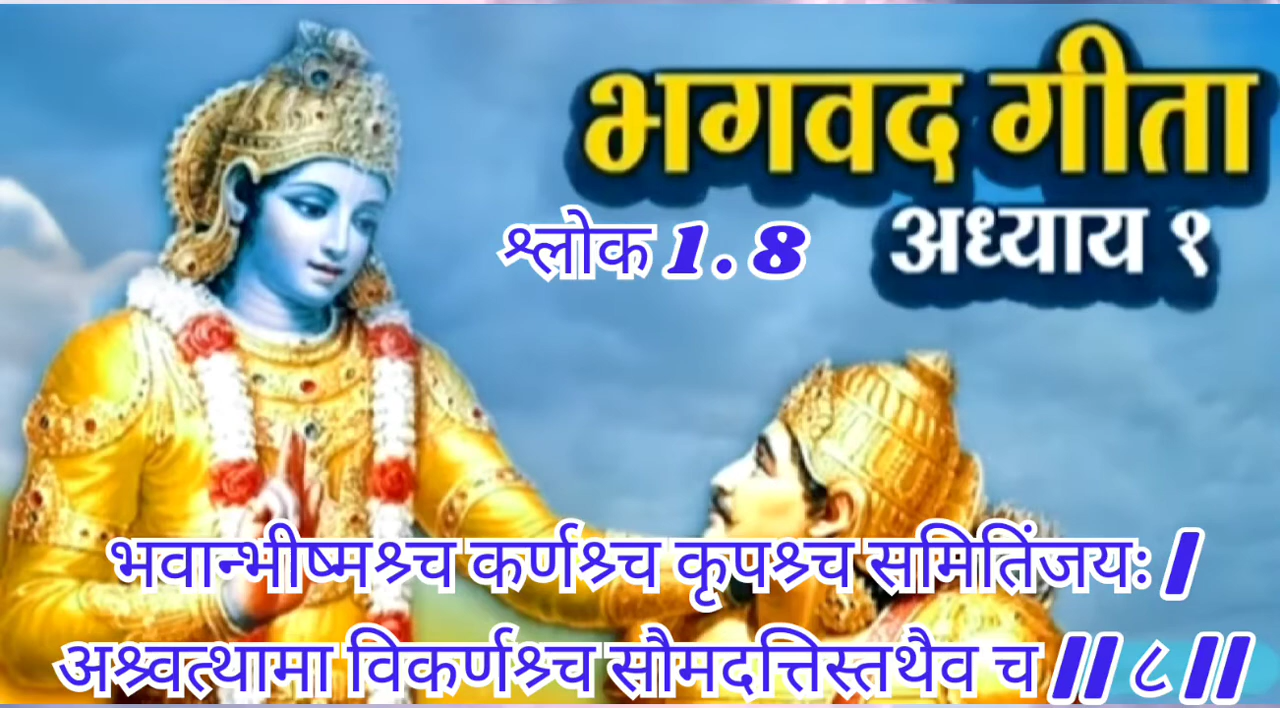 भगवद गीता
अध्याय १
श्लोक 1.8
भवान्भीष्मश्र्च कर्णश्र्च कृपश्र्च समितिंजयः |
अश्र्वत्थामा विकर्णश्र्च सौमदत्तिस्तथैव च || ८ ||